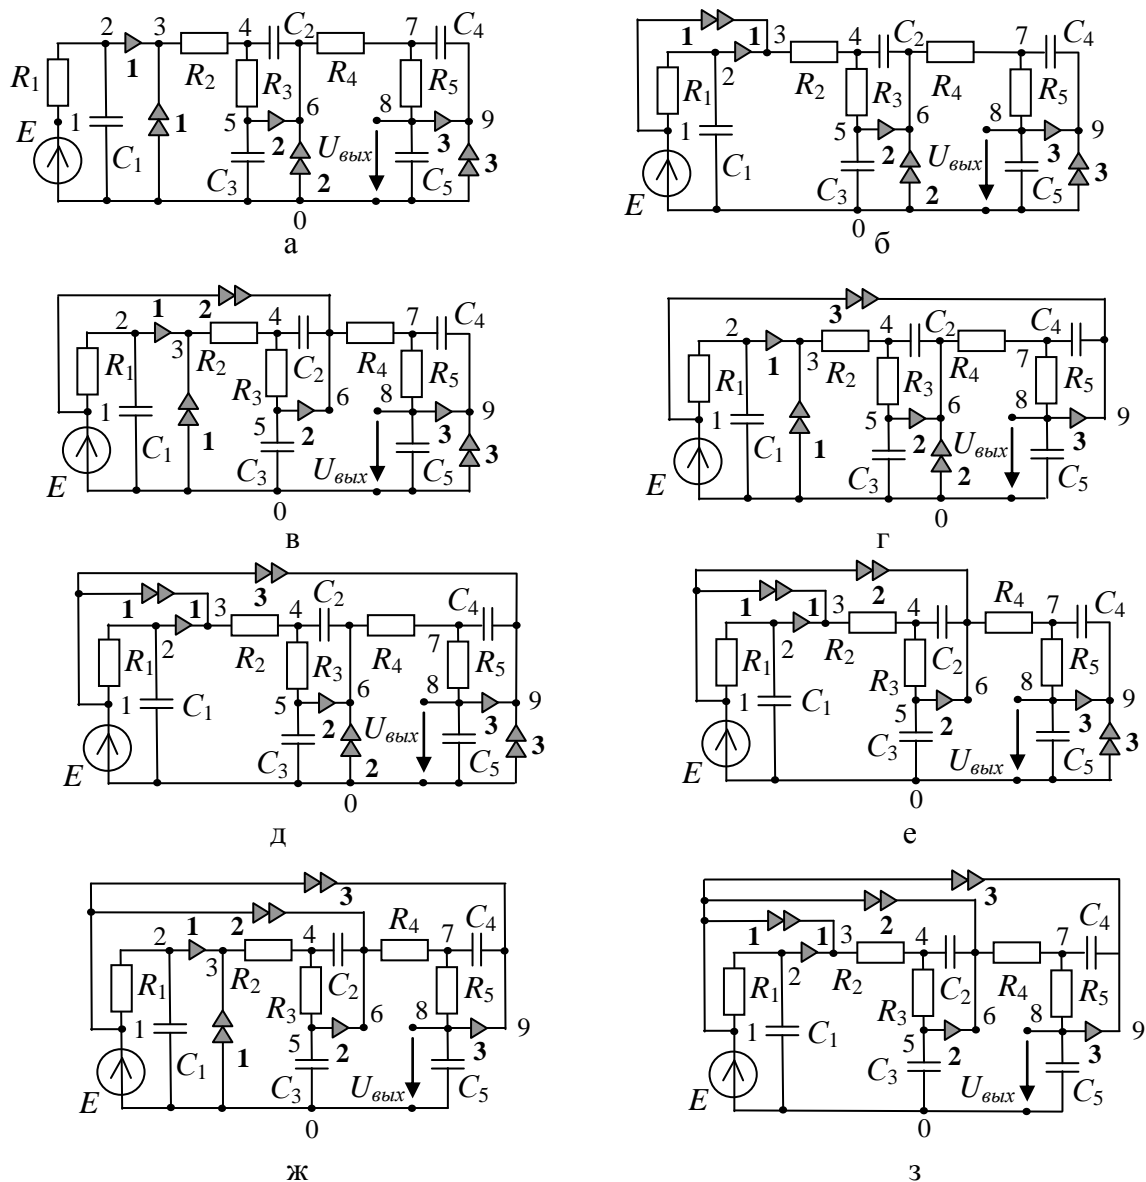 2 3 4 C2 7 C4
1 R2 R4
R1 R3 R5
E 1 1 5 6 8 9
C1 2 Uвых 3
C3 2 C5 3
0
а
1 1 3 4 C2 7 C4
2 R2 R4
R1 R3 R5
1 5 6 8 9
C1 2 Uвых 3
E C3 2 C5 3
0
б
2 1 2 4 7 C4
3 R2 C2 R4
R1 R3 R5
1 5 6 8 9
C1 1 2 3
E C3 Uвых C5 3
0
в
3
2 4 C2 C4
1 3 R2 R4 7
R1 R3 R5
1 5 6 8 9
C1 1 2 Uвых 3
E C3 2 C5
0
г
3
1 1 3 4 C2 C4
2 R2 R4 7
R1 R3 R5
1 5 6 8 9
C1 2 Uвых 3
E C3 2 C5 3
0
д
2
1 1 3 4 R4 7 C4
2 R2 C2
R1 R3 R5
1 5 6 8 9
C1 2 3
E C3 Uвых C5 3
0
е
3
2 1 2 4 R4 7 C4
3 R2 C2
R1 R3 R5
1 5 6 8 9
C1 1 2 3
E C3 Uвых C5
0
ж
3
2
1 1 3 4 7 C4
2 R2 C2 R4
R1 R3 R5
1 5 6 8 9
C1 2 3
E C3 Uвых C5
0
з